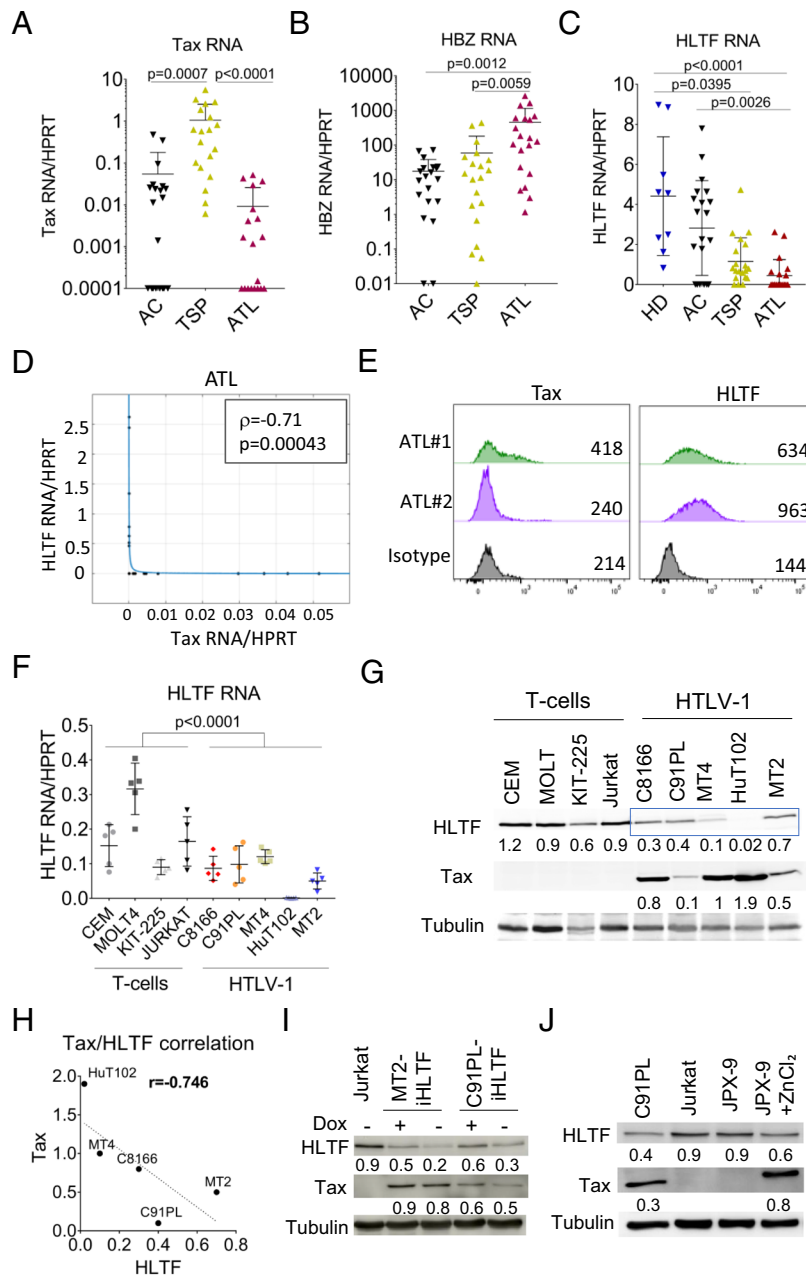 A
Tax RNA
p=0.0007 p<0.0001
Tax RNA/HPRT
10
1
0.1
0.01
0.001
0.0001
AC TSP ATL
B
HBZ RNA
p=0.0012
p=0.0059
HBZ RNA/HPRT
10000
1000
100
10
1
0.1
0.01
AC TSP ATL
C
HLTF RNA
p<0.0001
p=0.0395
p=0.0026
HLTF RNA/HPRT
10
8
6
4
2
0
HD AC TSP ATL
D
ATL
ρ=-0.71
p=0.00043
HLTF RNA/HPRT
2.5
2
1.5
1
0.5
0
0 0.01 0.02 0.03 0.04 0.05
Tax RNA/HPRT
E
Tax HLTF
ATL#1 418 634
ATL#2 240 963
Isotype 214 144
0 10³ 10⁴ 10⁵ 0 10³ 10⁴ 10⁵
F
HLTF RNA
p<0.0001
HLTF RNA/HPRT
0.5
0.4
0.3
0.2
0.1
0.0
CEM MOLT4 KIT-225 JURKAT C8166 C91PL MT4 HuT102 MT2
T-cells HTLV-1
G
T-cells HTLV-1
CEM MOLT KIT-225 Jurkat C8166 C91PL MT4 HuT102 MT2
HLTF
1.2 0.9 0.6 0.9 0.3 0.4 0.1 0.02 0.7
Tax
0.8 0.1 1 1.9 0.5
Tubulin
H
Tax/HLTF correlation
r=-0.746
HuT102
MT4
C8166
MT2
C91PL
Tax
2.0
1.5
1.0
0.5
0.0
0.0 0.2 0.4 0.6 0.8
HLTF
I
Jurkat MT2-iHLTF C91PL-iHLTF
Dox - + - + -
HLTF
0.9 0.5 0.2 0.6 0.3
Tax
0.9 0.8 0.6 0.5
Tubulin
J
C91PL Jurkat JPX-9 JPX-9 +ZnCl₂
HLTF
0.4 0.9 0.9 0.6
Tax
0.3 0.8
Tubulin